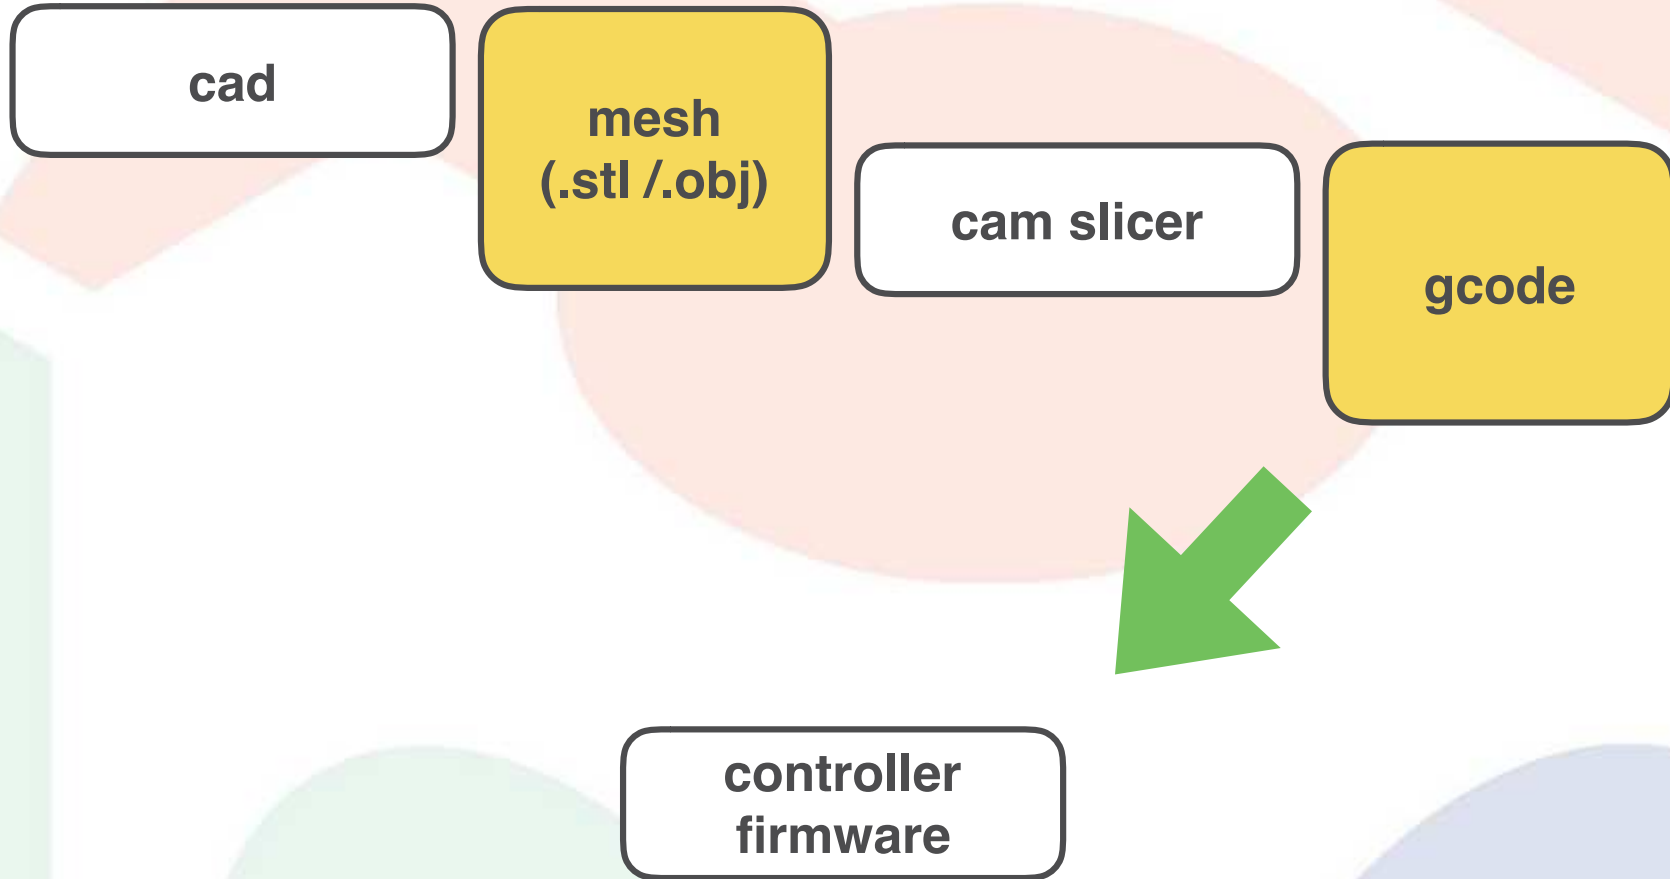 cad
mesh
(.stl /.obj)
cam slicer
gcode
controller
firmware